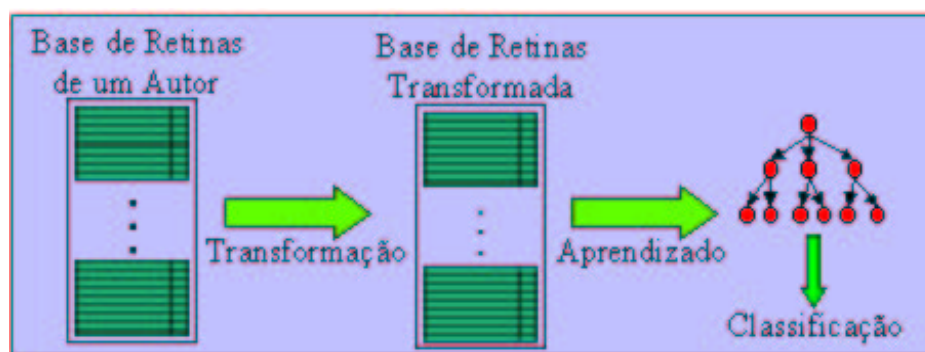 Base de Retinas
de um Autor
Base de Retinas
Transformada
Transformação
Aprendizado
Classificação